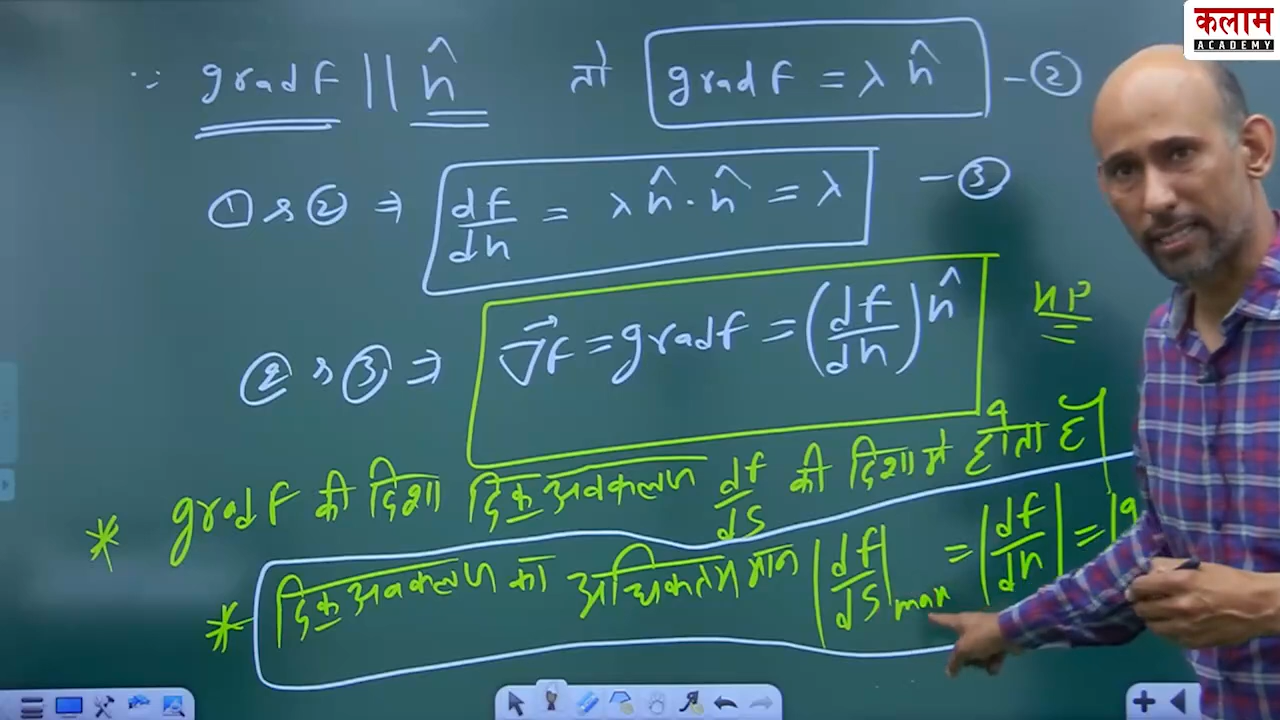 कलाम
ACADEMY
∵ grad f || n̂ तो grad f = λ n̂ - ②
① व ② ⇒ df/dn = λ n̂ · n̂ = λ - ③
② व ③ ⇒ ∇⃗f = grad f = (df/dn) n̂
HP
* grad f की दिशा दिक् अवकलज df/ds की दिशा में होता है|
* दिक् अवकलज का अधिकतम मान |df/ds|max = |df/dn| = |g